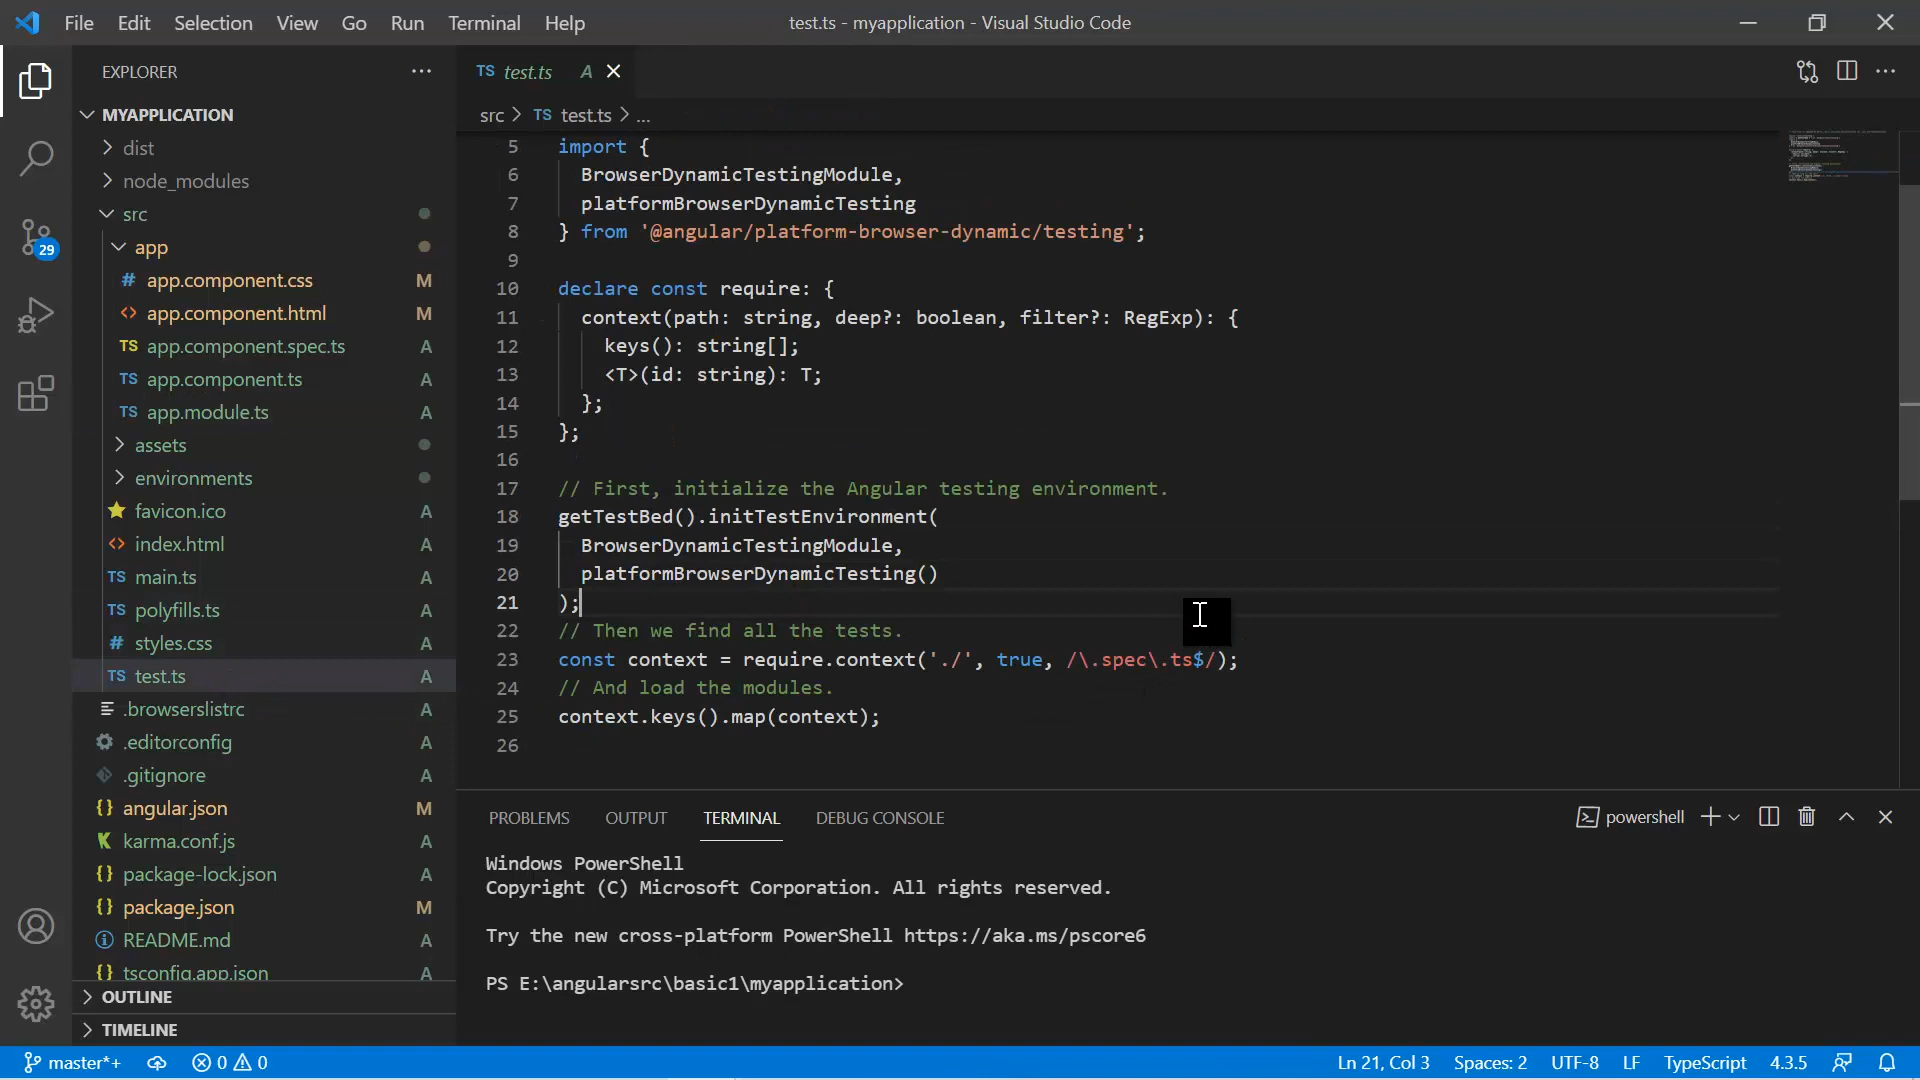 File Edit Selection View Go Run Terminal Help
test.ts - myapplication - Visual Studio Code
EXPLORER
MYAPPLICATION
dist
node_modules
src
app
# app.component.css M
<> app.component.html M
TS app.component.spec.ts A
TS app.component.ts A
TS app.module.ts A
assets
environments
favicon.ico A
<> index.html A
TS main.ts A
TS polyfills.ts A
# styles.css A
TS test.ts A
.browserslistrc A
.editorconfig A
.gitignore A
{} angular.json M
K karma.conf.js A
{} package-lock.json A
{} package.json M
README.md A
{} tsconfig.app.json A
OUTLINE
TIMELINE
29
TS test.ts A
src > TS test.ts > ...
5 import {
6 BrowserDynamicTestingModule,
7 platformBrowserDynamicTesting
8 } from '@angular/platform-browser-dynamic/testing';
9
10 declare const require: {
11 context(path: string, deep?: boolean, filter?: RegExp): {
12 keys(): string[];
13 <T>(id: string): T;
14 };
15 };
16
17 // First, initialize the Angular testing environment.
18 getTestBed().initTestEnvironment(
19 BrowserDynamicTestingModule,
20 platformBrowserDynamicTesting()
21 );
22 // Then we find all the tests.
23 const context = require.context('./', true, /\.spec\.ts$/);
24 // And load the modules.
25 context.keys().map(context);
26
PROBLEMS OUTPUT TERMINAL DEBUG CONSOLE
powershell
Windows PowerShell
Copyright (C) Microsoft Corporation. All rights reserved.
Try the new cross-platform PowerShell https://aka.ms/pscore6
PS E:\angularsrc\basic1\myapplication>
master*+ 0 0
Ln 21, Col 3 Spaces: 2 UTF-8 LF TypeScript 4.3.5